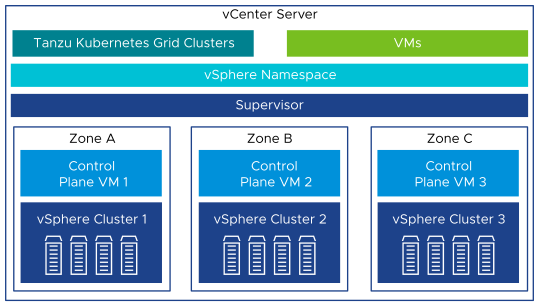 vCenter Server
Tanzu Kubernetes Grid Clusters
VMs
vSphere Namespace
Supervisor
Zone A
Control
Plane VM 1
vSphere Cluster 1
Zone B
Control
Plane VM 2
vSphere Cluster 2
Zone C
Control
Plane VM 3
vSphere Cluster 3